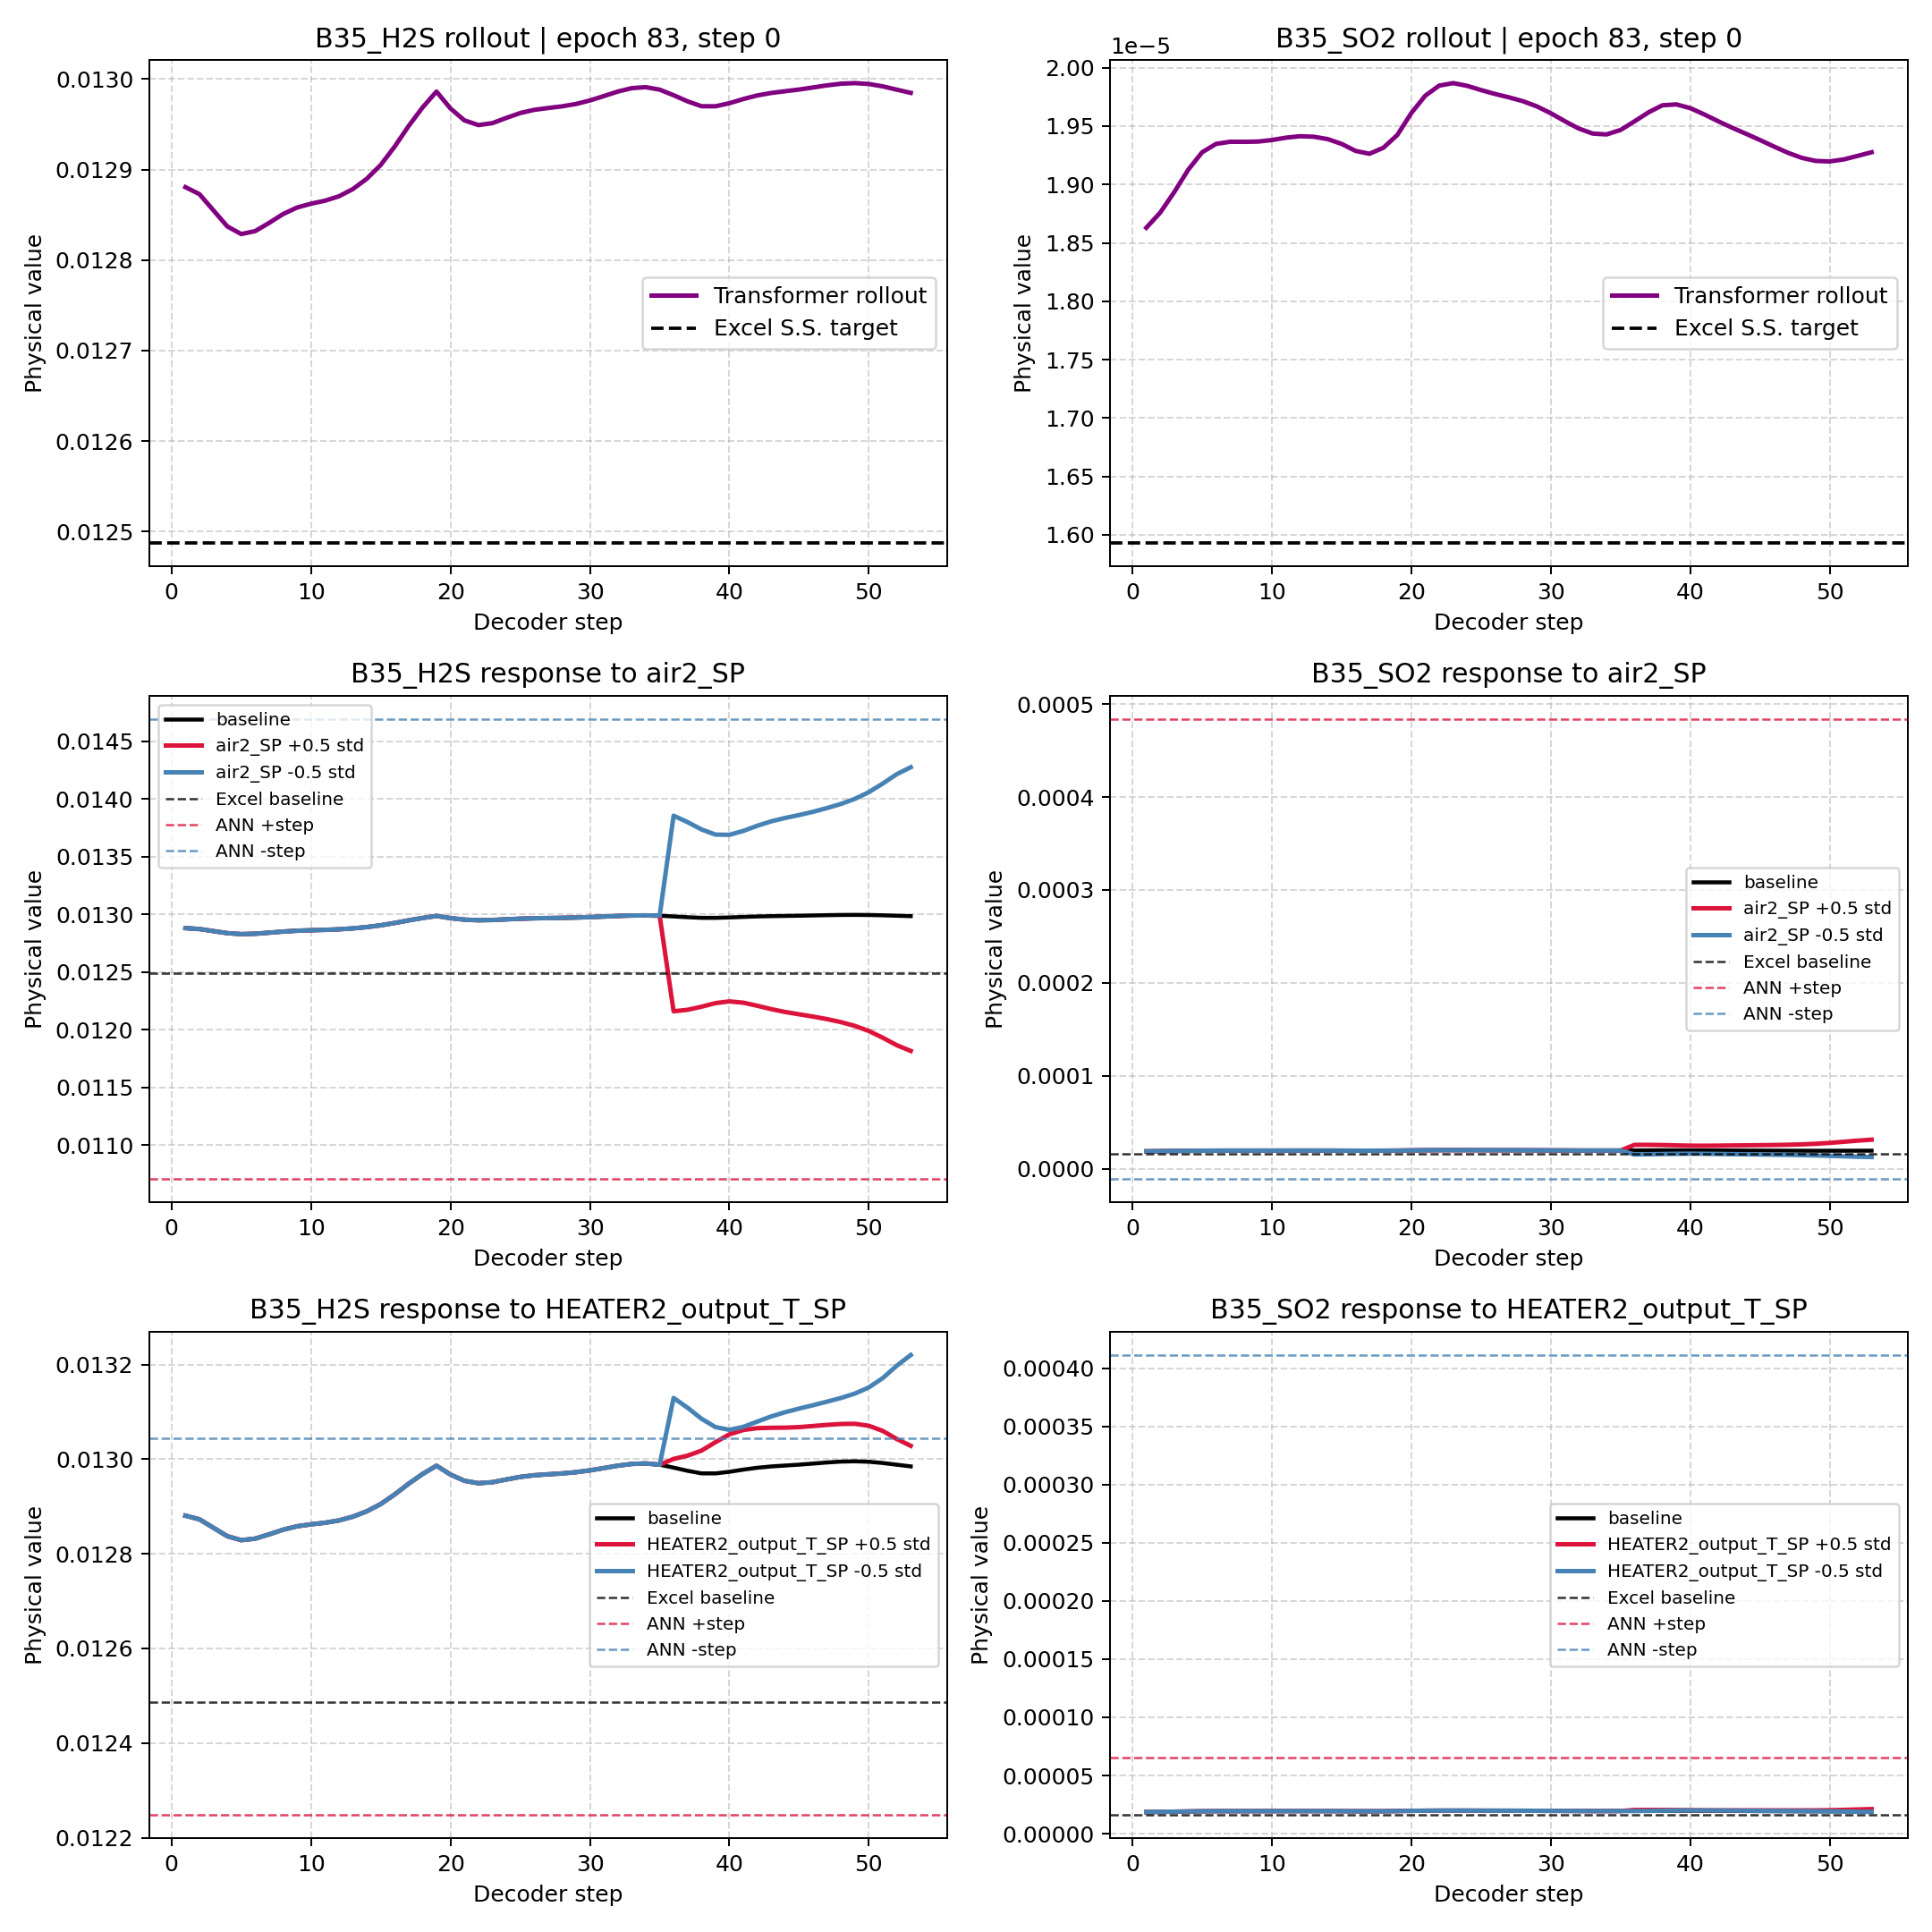 B35_H2S rollout | epoch 83, step 0
Physical value
0.0130
0.0129
0.0128
0.0127
0.0126
0.0125
Transformer rollout
Excel S.S. target
0 10 20 30 40 50
Decoder step
B35_SO2 rollout | epoch 83, step 0
1e−5
Physical value
2.00
1.95
1.90
1.85
1.80
1.75
1.70
1.65
1.60
Transformer rollout
Excel S.S. target
0 10 20 30 40 50
Decoder step
B35_H2S response to air2_SP
Physical value
0.0145
0.0140
0.0135
0.0130
0.0125
0.0120
0.0115
0.0110
baseline
air2_SP +0.5 std
air2_SP -0.5 std
Excel baseline
ANN +step
ANN -step
0 10 20 30 40 50
Decoder step
B35_SO2 response to air2_SP
Physical value
0.0005
0.0004
0.0003
0.0002
0.0001
0.0000
baseline
air2_SP +0.5 std
air2_SP -0.5 std
Excel baseline
ANN +step
ANN -step
0 10 20 30 40 50
Decoder step
B35_H2S response to HEATER2_output_T_SP
Physical value
0.0132
0.0130
0.0128
0.0126
0.0124
0.0122
baseline
HEATER2_output_T_SP +0.5 std
HEATER2_output_T_SP -0.5 std
Excel baseline
ANN +step
ANN -step
0 10 20 30 40 50
Decoder step
B35_SO2 response to HEATER2_output_T_SP
Physical value
0.00040
0.00035
0.00030
0.00025
0.00020
0.00015
0.00010
0.00005
0.00000
baseline
HEATER2_output_T_SP +0.5 std
HEATER2_output_T_SP -0.5 std
Excel baseline
ANN +step
ANN -step
0 10 20 30 40 50
Decoder step